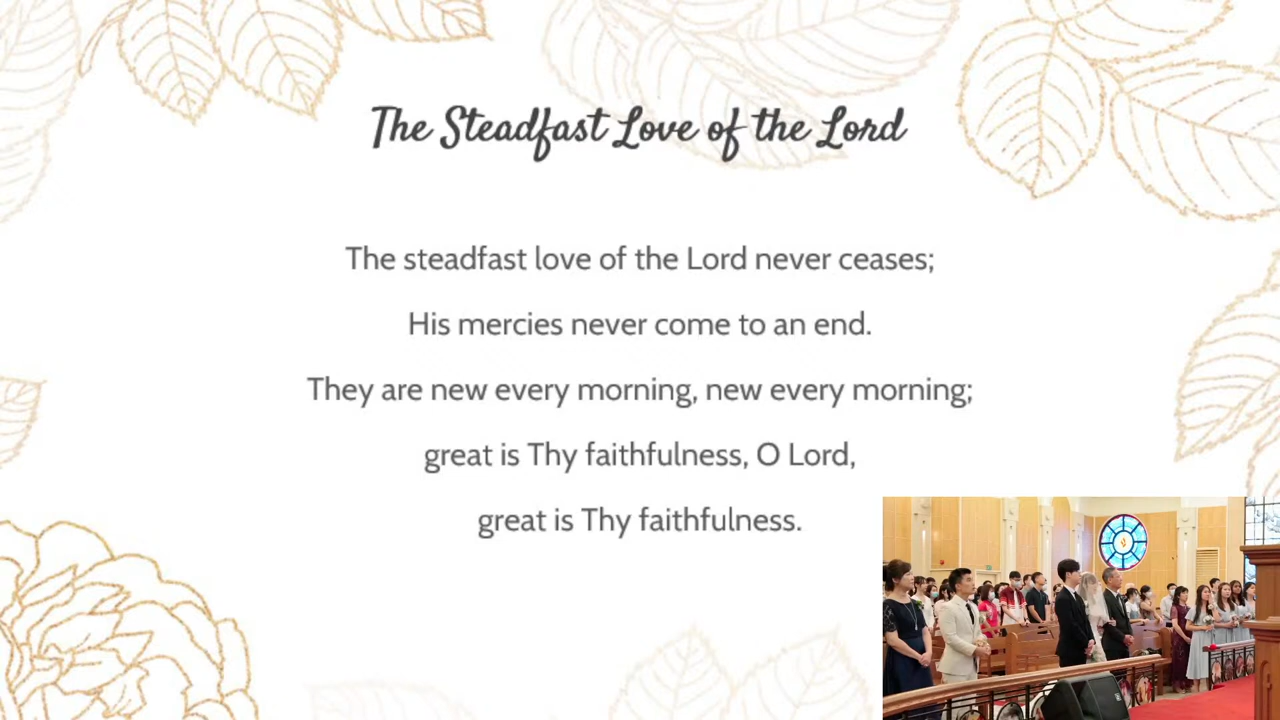 The Steadfast Love of the Lord
The steadfast love of the Lord never ceases;
His mercies never come to an end.
They are new every morning, new every morning;
great is Thy faithfulness, O Lord,
great is Thy faithfulness.